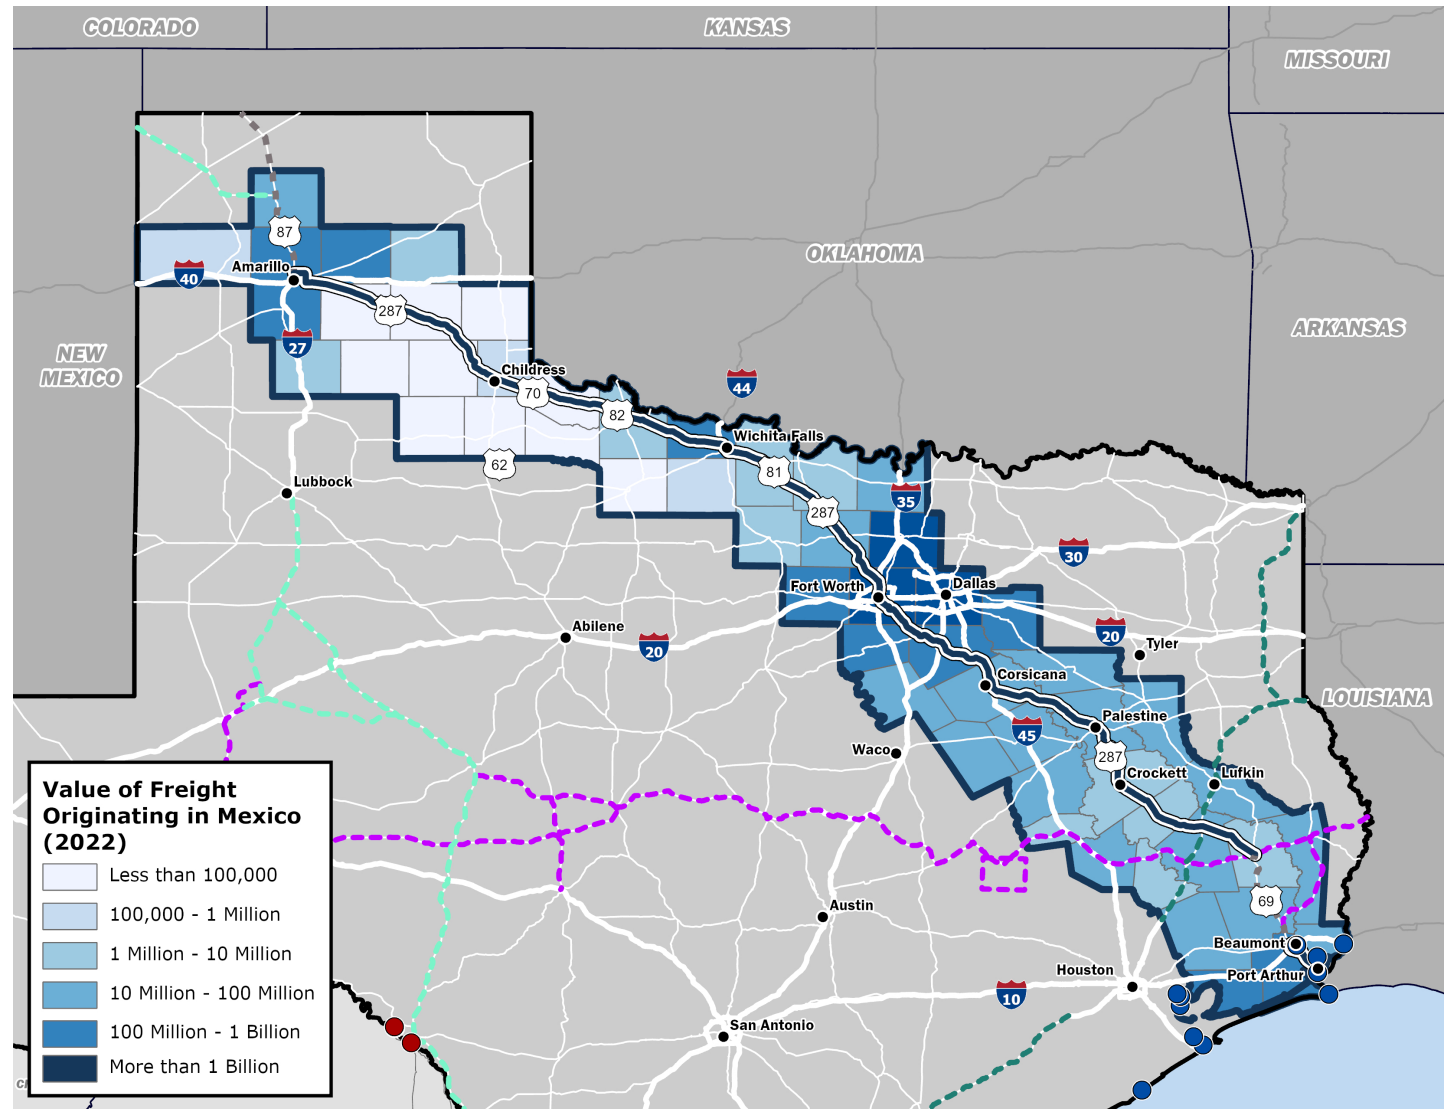 COLORADO
KANSAS
MISSOURI
87
OKLAHOMA
Amarillo
40
287
ARKANSAS
27
NEW
MEXICO
Childress
44
70
82
Wichita Falls
62
81
Lubbock
35
287
30
Fort Worth
Dallas
Abilene
20
20
Tyler
Corsicana
LOUISIANA
Palestine
45
Waco
287
Crockett
Lufkin
Value of Freight
Originating in Mexico
(2022)
Less than 100,000
100,000 - 1 Million
1 Million - 10 Million
10 Million - 100 Million
100 Million - 1 Billion
More than 1 Billion
Austin
69
Beaumont
Houston
Port Arthur
10
San Antonio